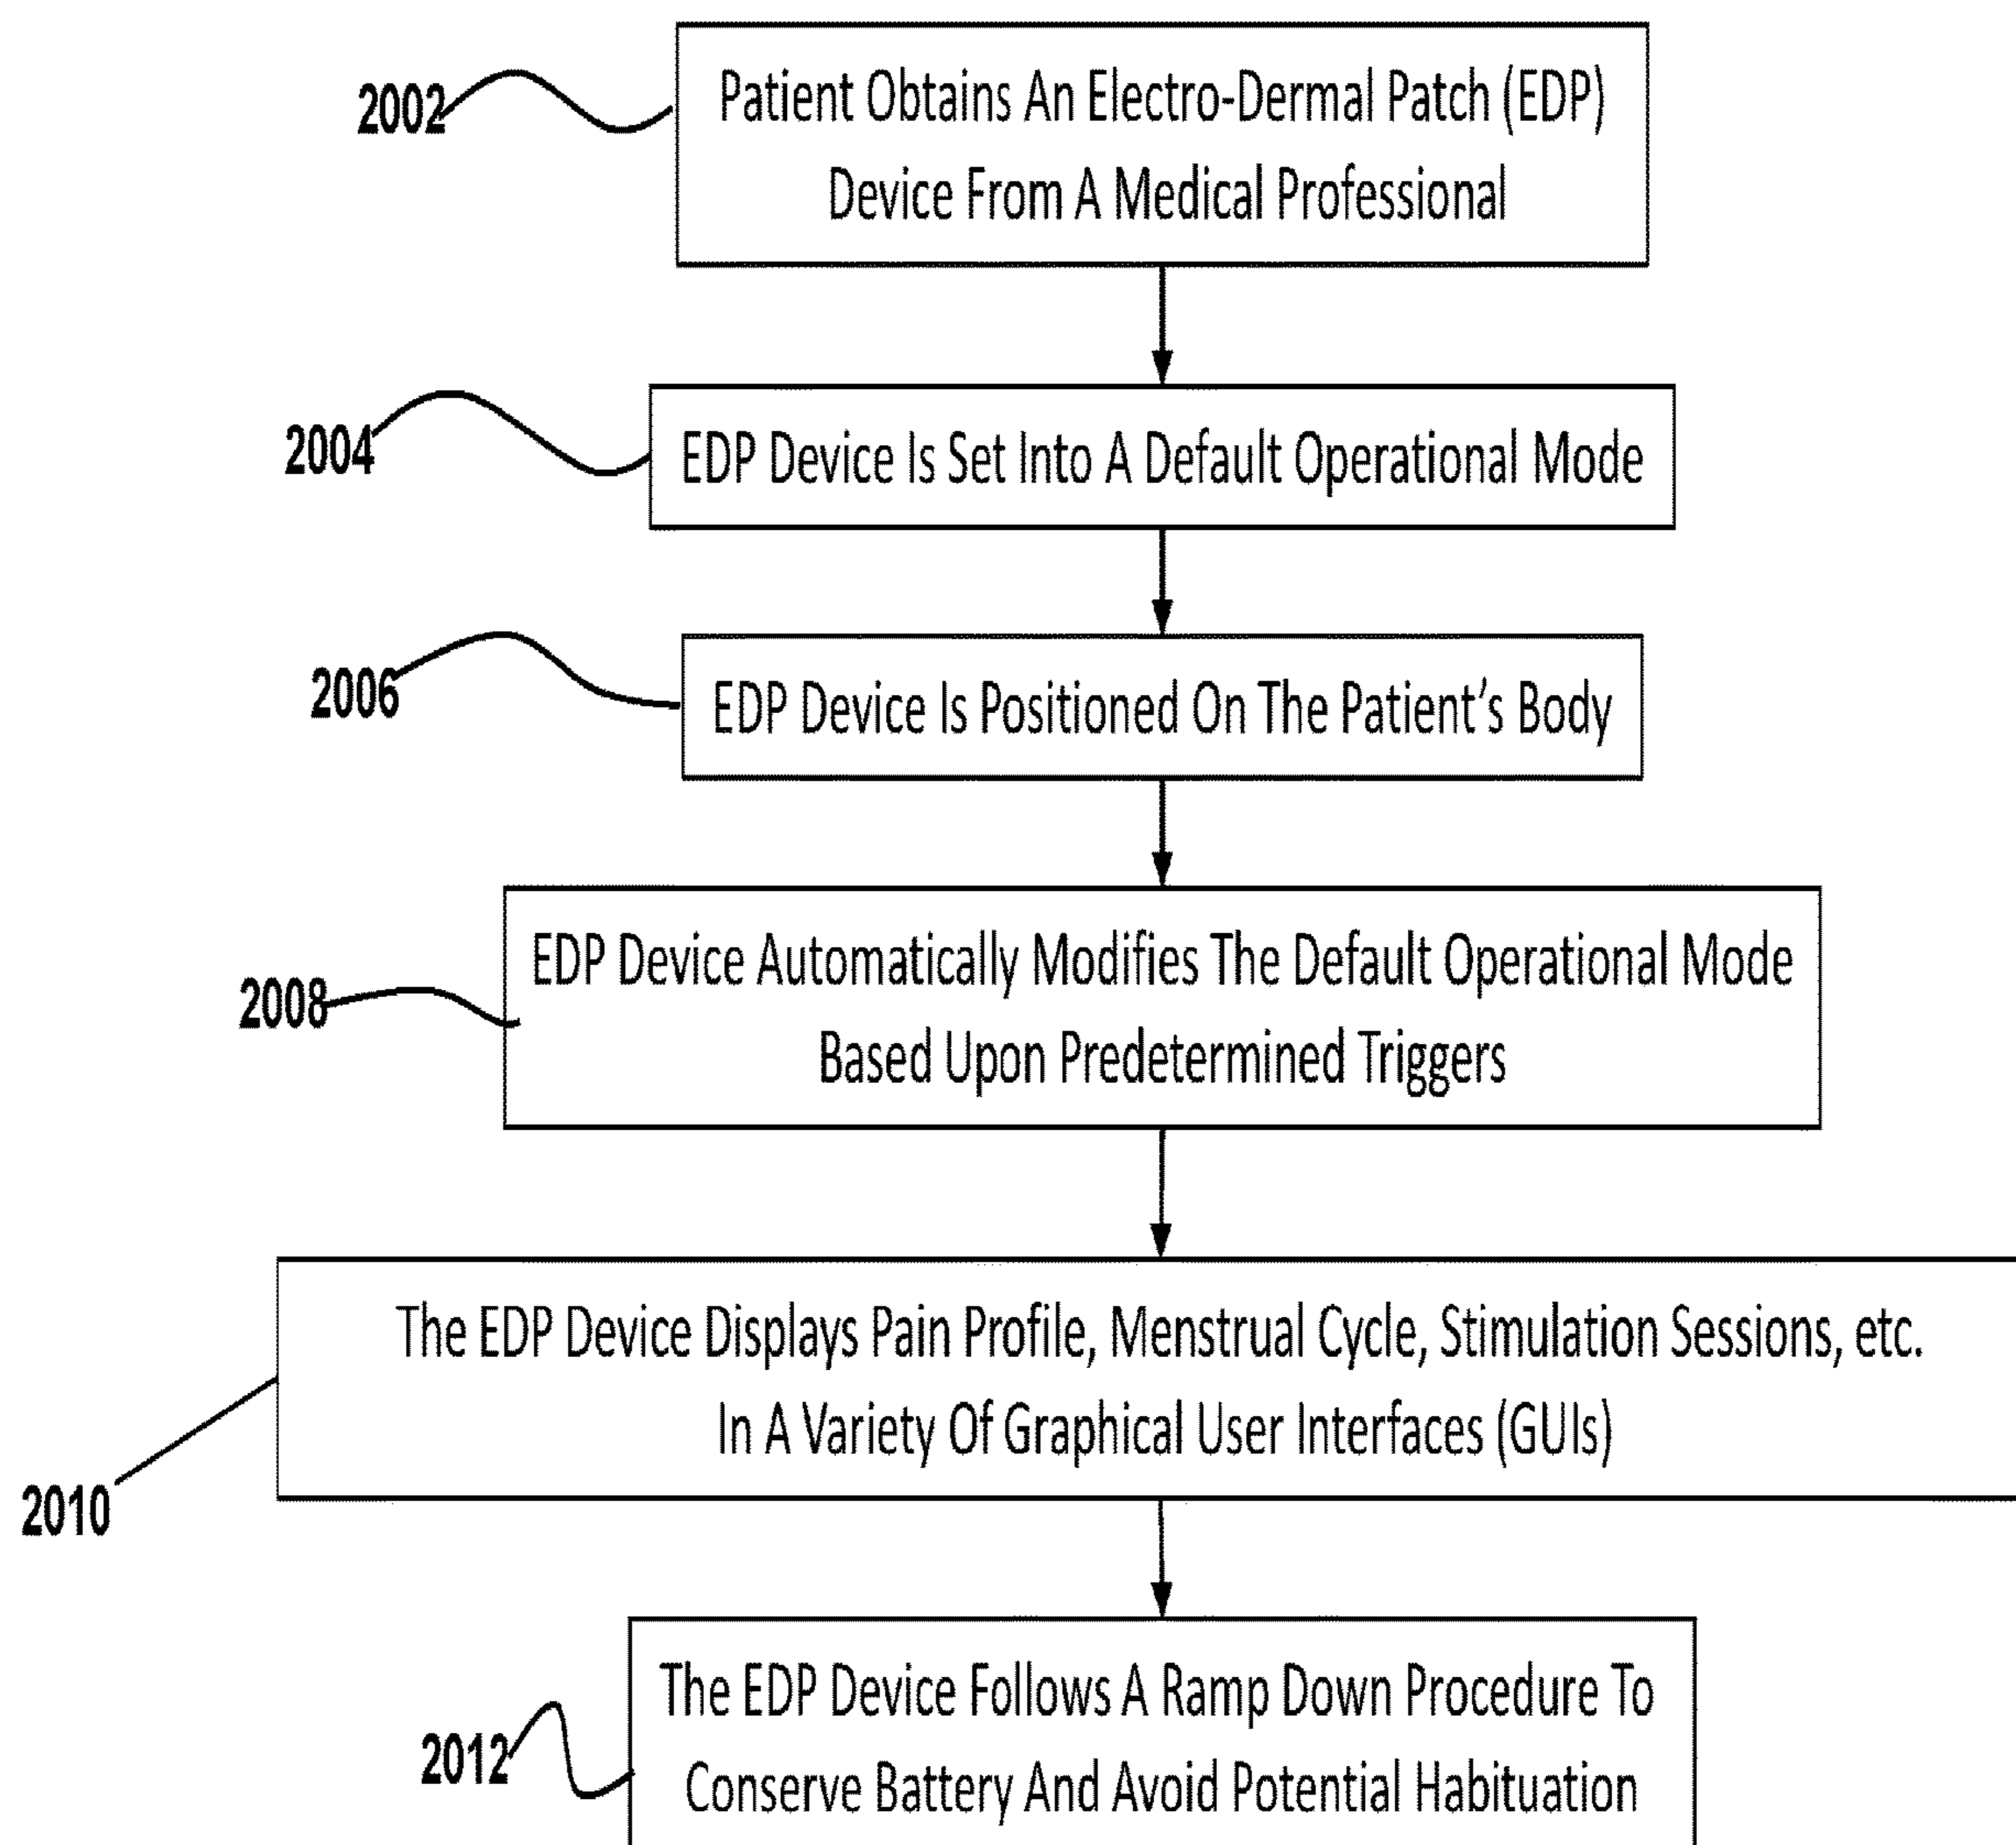 2002
Patient Obtains An Electro-Dermal Patch (EDP)
Device From A Medical Professional
2004
EDP Device Is Set Into A Default Operational Mode
2006
EDP Device Is Positioned On The Patient's Body
2008
EDP Device Automatically Modifies The Default Operational Mode
Based Upon Predetermined Triggers
2010
The EDP Device Displays Pain Profile, Menstrual Cycle, Stimulation Sessions, etc.
In A Variety Of Graphical User Interfaces (GUIs)
2012
The EDP Device Follows A Ramp Down Procedure To
Conserve Battery And Avoid Potential Habituation